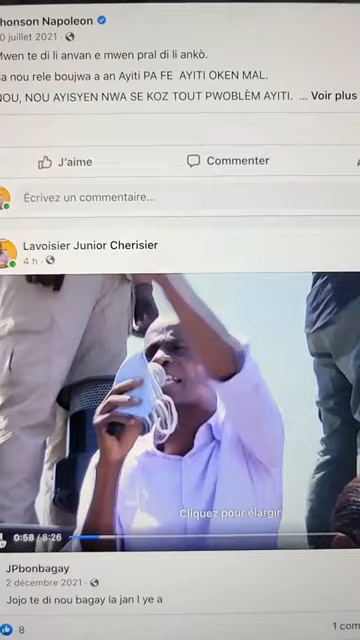 honson Napoleon
0 juillet 2021 ·
Mwen te di li anvan e mwen pral di li ankò.
a nou rele boujwa a an Ayiti PA FE AYITI OKEN MAL.
NOU, NOU AYISYEN NWA SE KOZ TOUT PWOBLÈM AYITI. ... Voir plus
J'aime
Commenter
Écrivez un commentaire...
Lavoisier Junior Cherisier
4 h ·
Cliquez pour élargir
0:58 / 8:26
JPbonbagay
2 décembre 2021 ·
Jojo te di nou bagay la jan l ye a
8
1 com